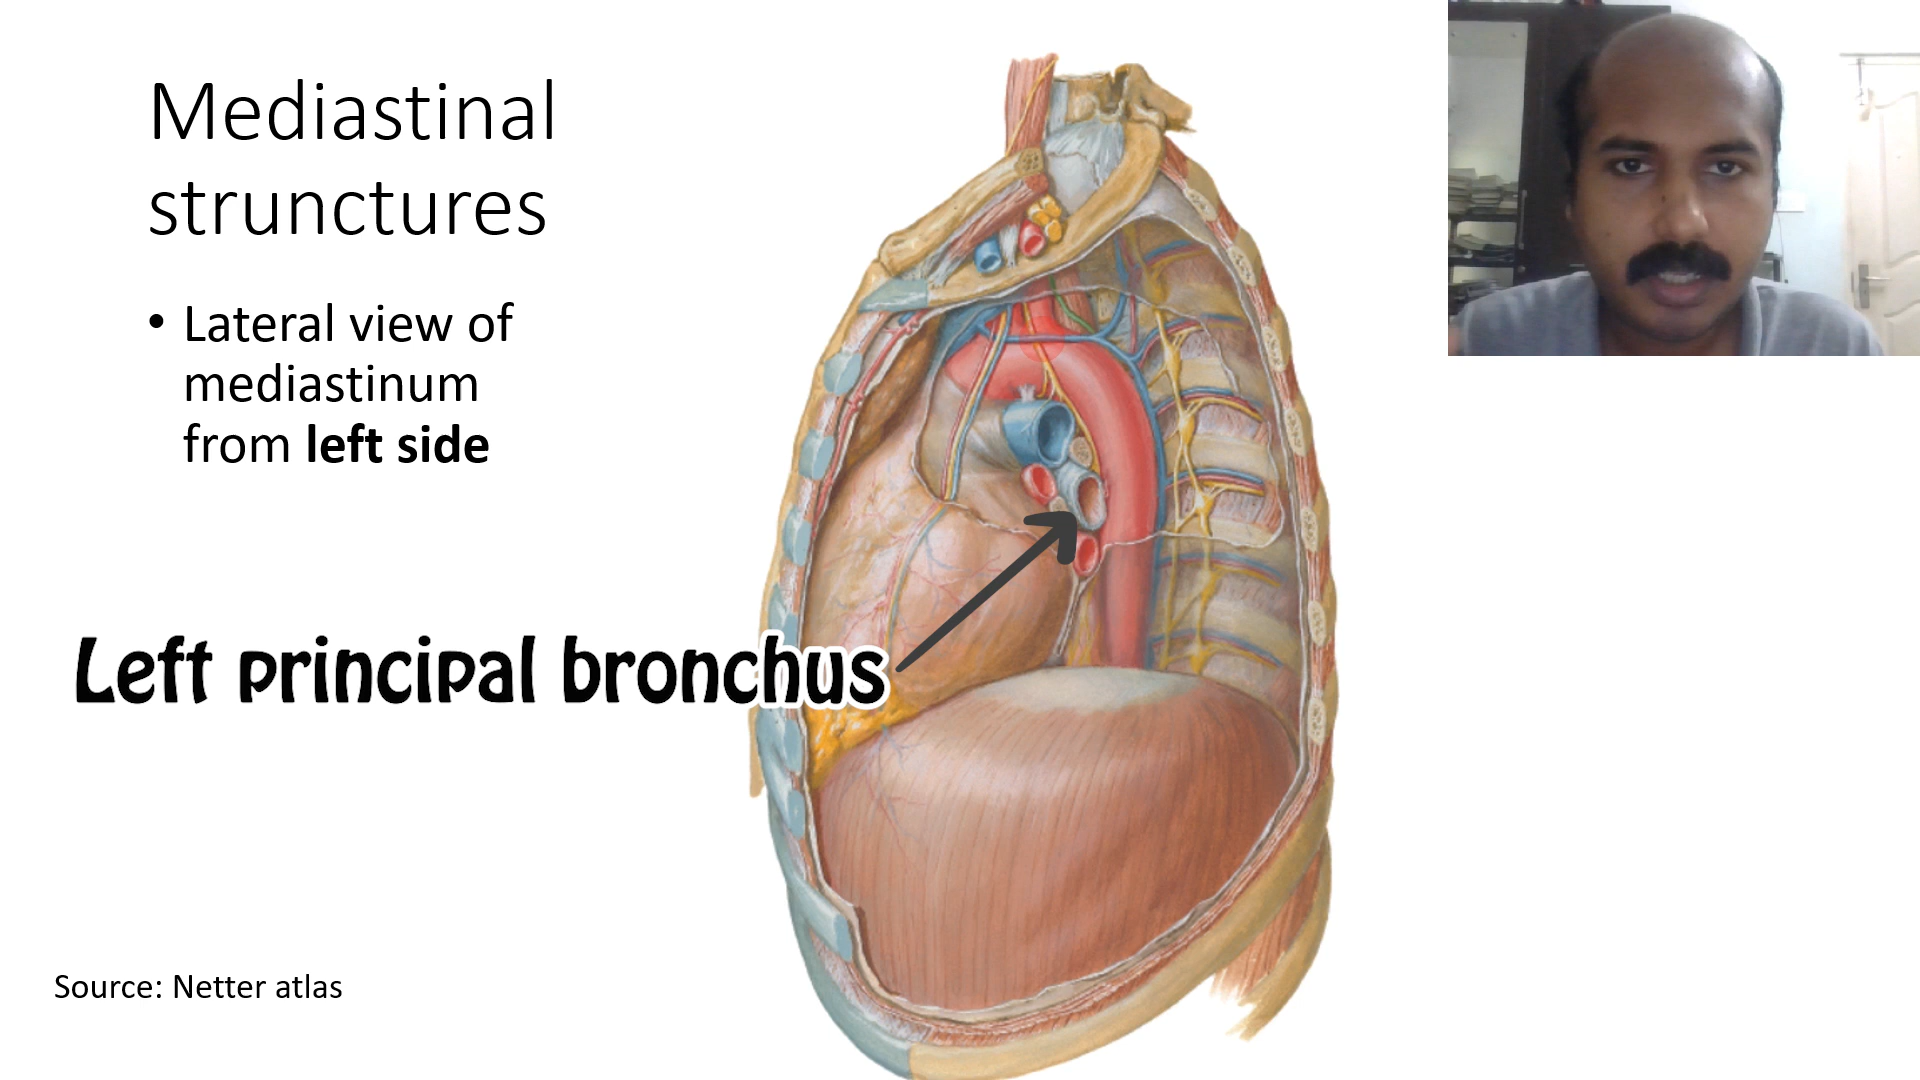 Mediastinal
strunctures
• Lateral view of
mediastinum
from left side
Left principal bronchus
Source: Netter atlas